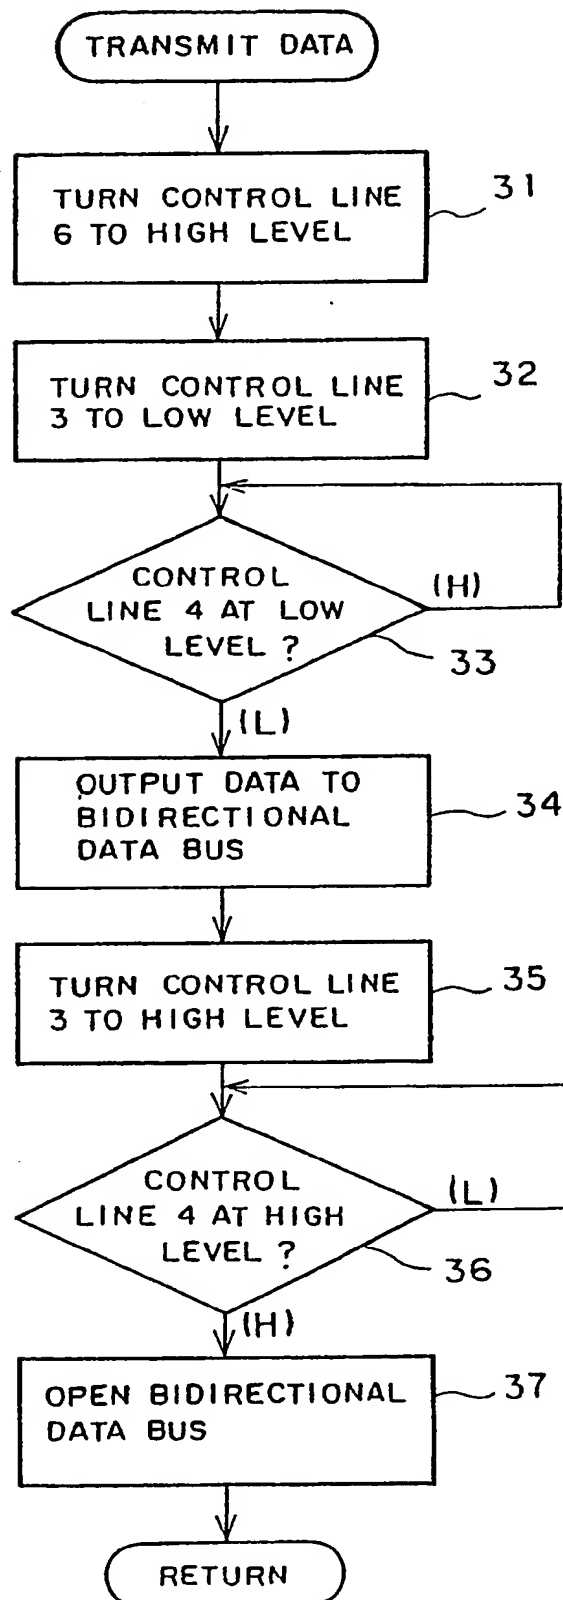 TRANSMIT DATA
TURN CONTROL LINE
6 TO HIGH LEVEL
31
TURN CONTROL LINE
3 TO LOW LEVEL
32
CONTROL
LINE 4 AT LOW
LEVEL ?
(H)
33
(L)
OUTPUT DATA TO
BIDIRECTIONAL
DATA BUS
34
TURN CONTROL LINE
3 TO HIGH LEVEL
35
CONTROL
LINE 4 AT HIGH
LEVEL ?
(L)
36
(H)
OPEN BIDIRECTIONAL
DATA BUS
37
RETURN